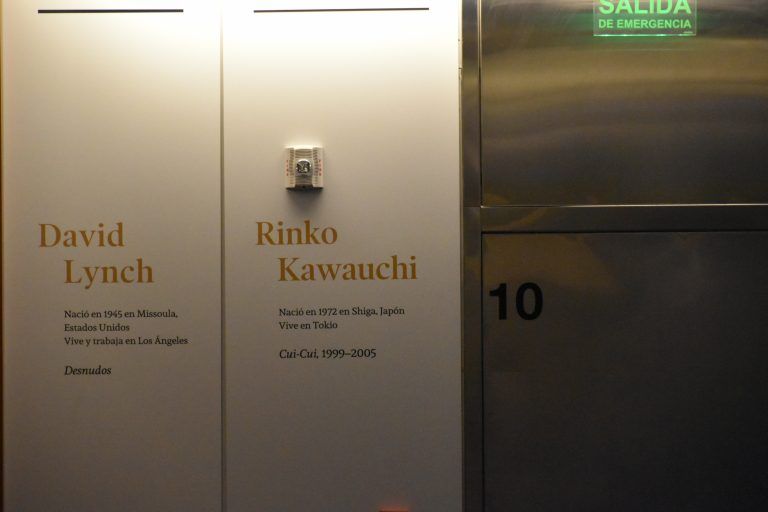 David
Lynch
Nació en 1945 en Missoula,
Estados Unidos
Vive y trabaja en Los Ángeles
Desnudos
Rinko
Kawauchi
Nació en 1972 en Shiga, Japón
Vive en Tokio
Cui-Cui, 1999–2005
SALIDA
DE EMERGENCIA
10